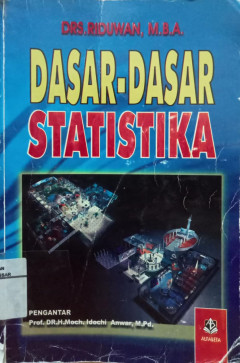 DRS.RIDUWAN, M.B.A.
DASAR-DASAR
STATISTIKA
PENGANTAR
Prof. DR.H.Moch. Idochi Anwar, M.Pd.
ALFABETA